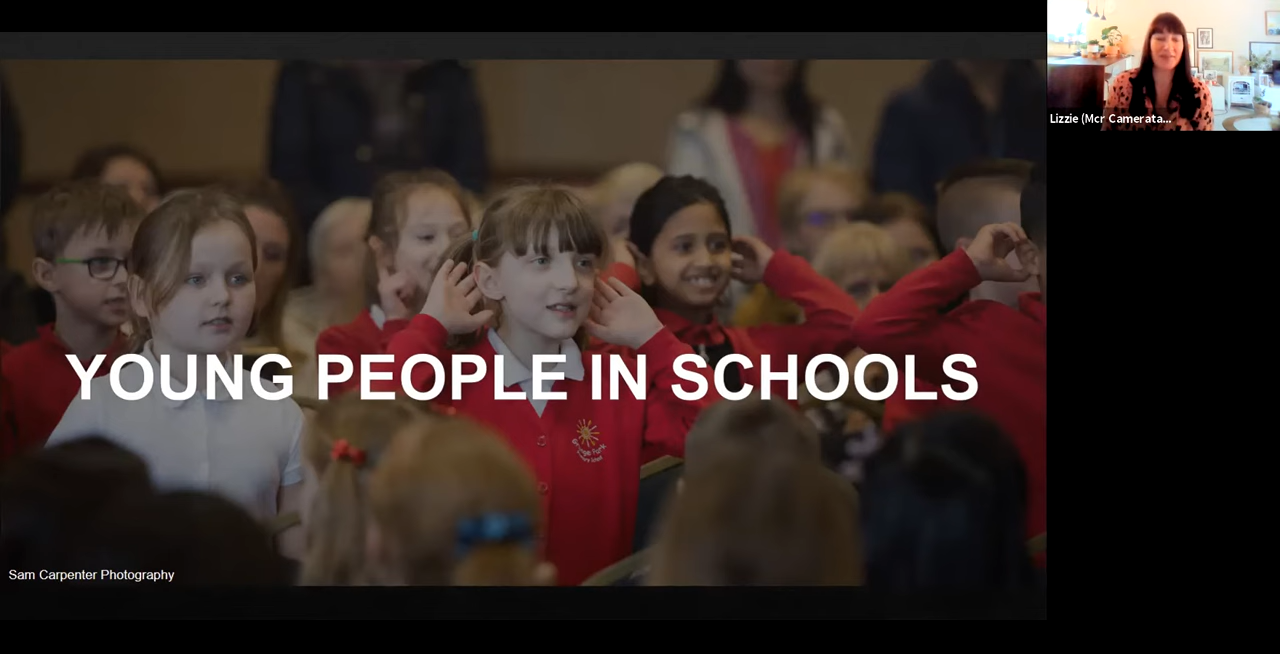 Lizzie (Mcr Camerata...
YOUNG PEOPLE IN SCHOOLS
Sam Carpenter Photography